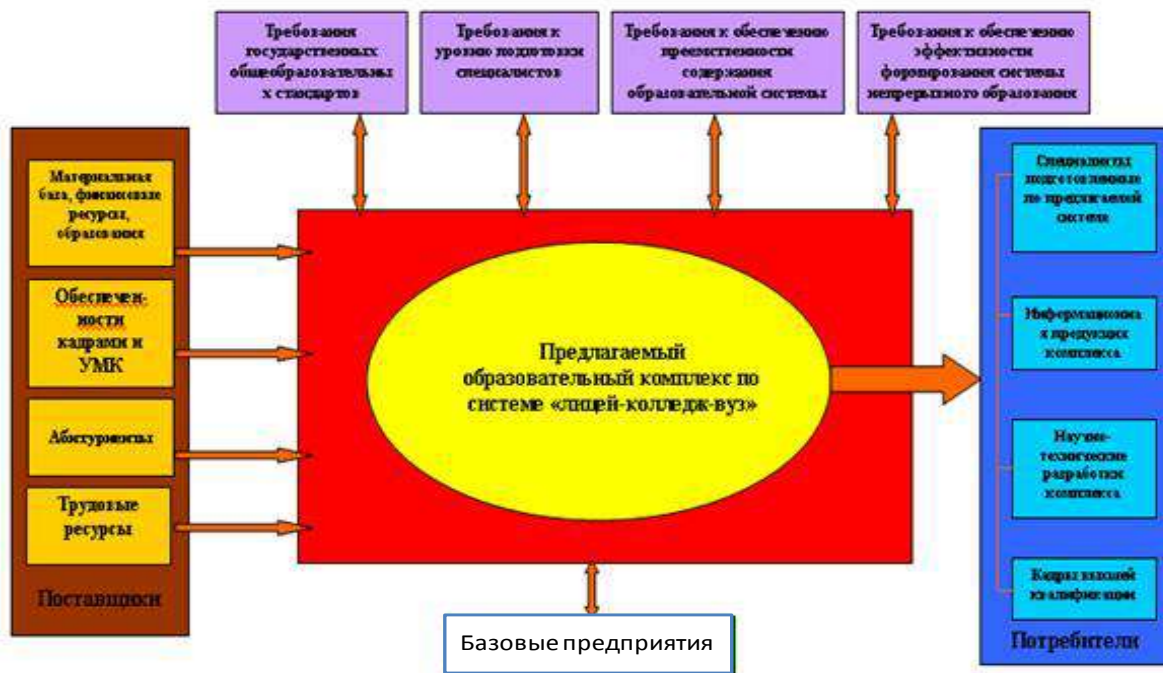 Требования
государственных
общеобразовательны
х стандартов
Требования к
уровню подготовки
специалистов
Требования к обеспечению
преемственности
содержания
образовательной системы
Требования к обеспечению
эффективности
формирования системы
непрерывного образования
Материальная
база, финансовые
ресурсы,
образования
Обеспечен-
ности
кадрами и
УМК
Абитуриенты
Трудовые
ресурсы
Поставщики
Предлагаемый
образовательный комплекс по
системе «лицей-колледж-вуз»
Базовые предприятия
Специалисты
подготовленные
по предлагаемой
системе
Информационна
я продукция
комплекса
Научно-
технические
разработки
комплекса
Кадры высшей
квалификации
Потребители